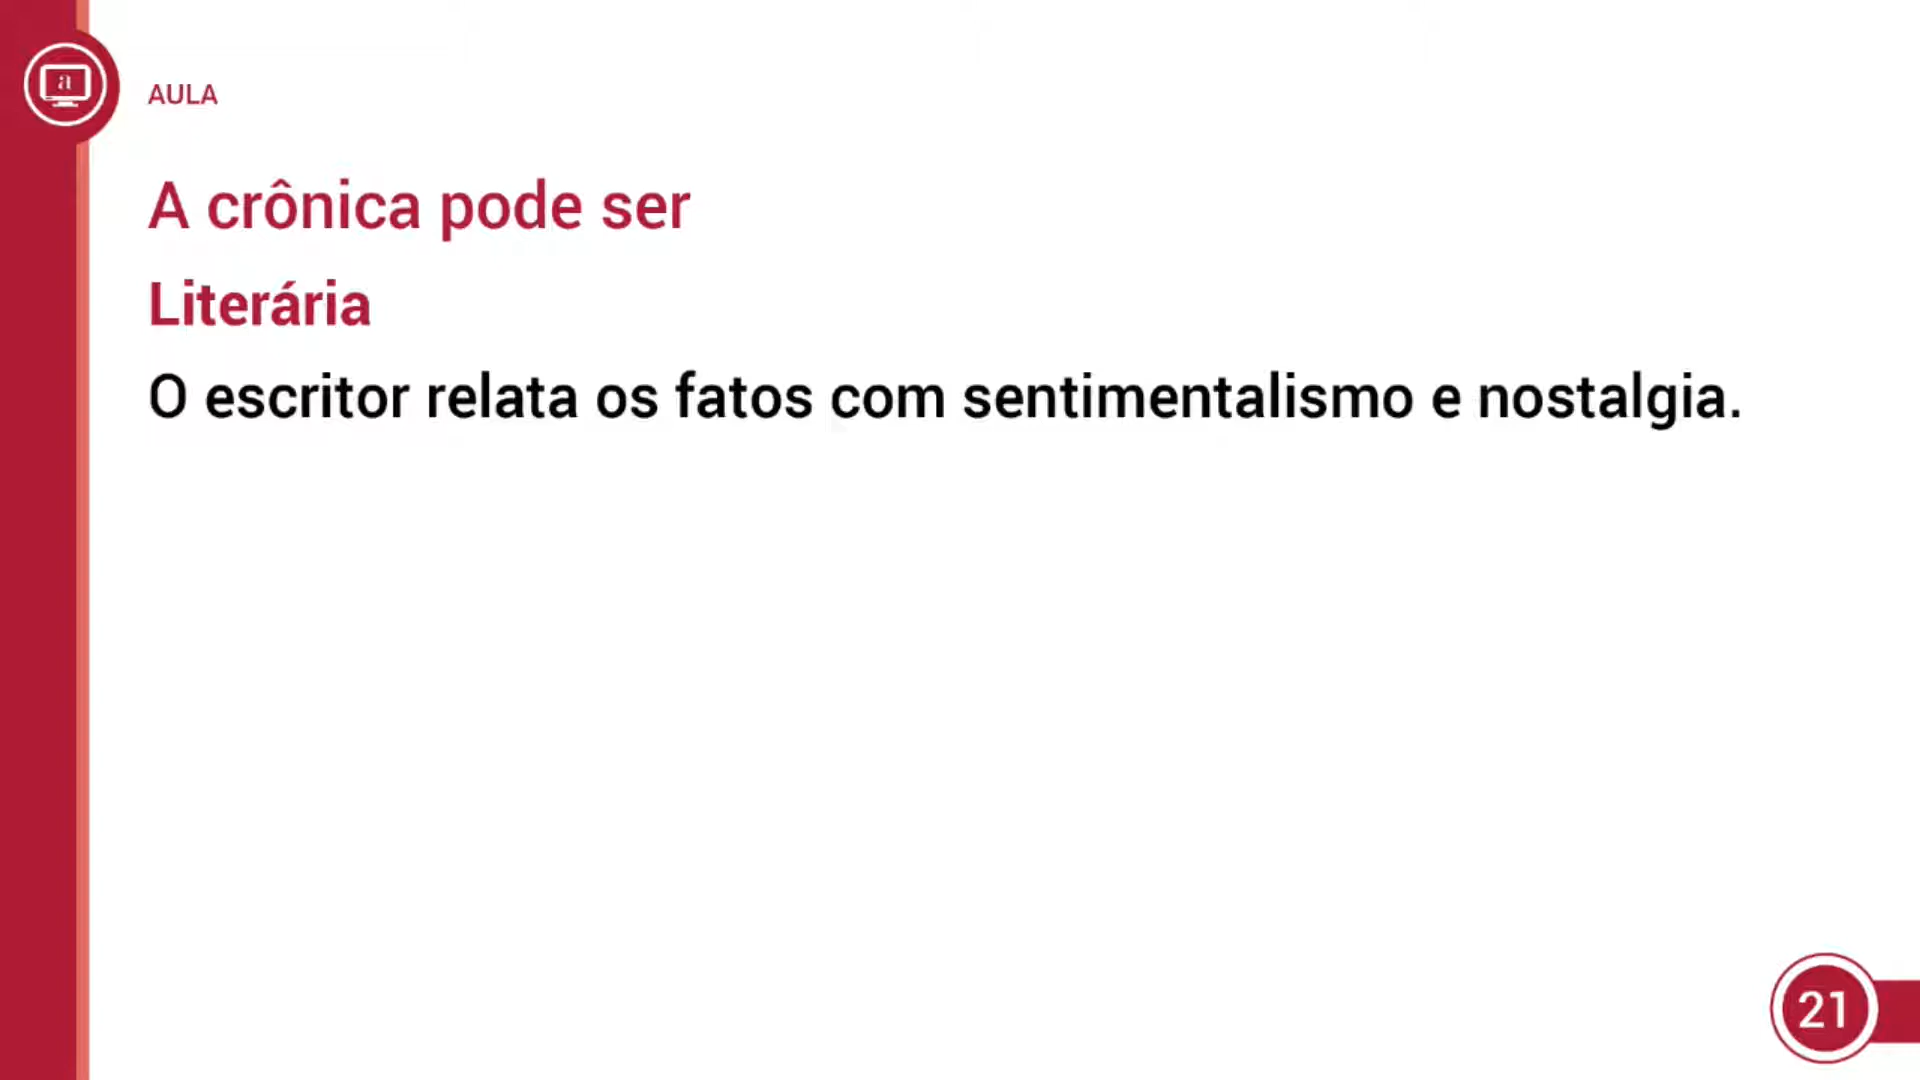 a
AULA
A crônica pode ser
Literária
O escritor relata os fatos com sentimentalismo e nostalgia.
21